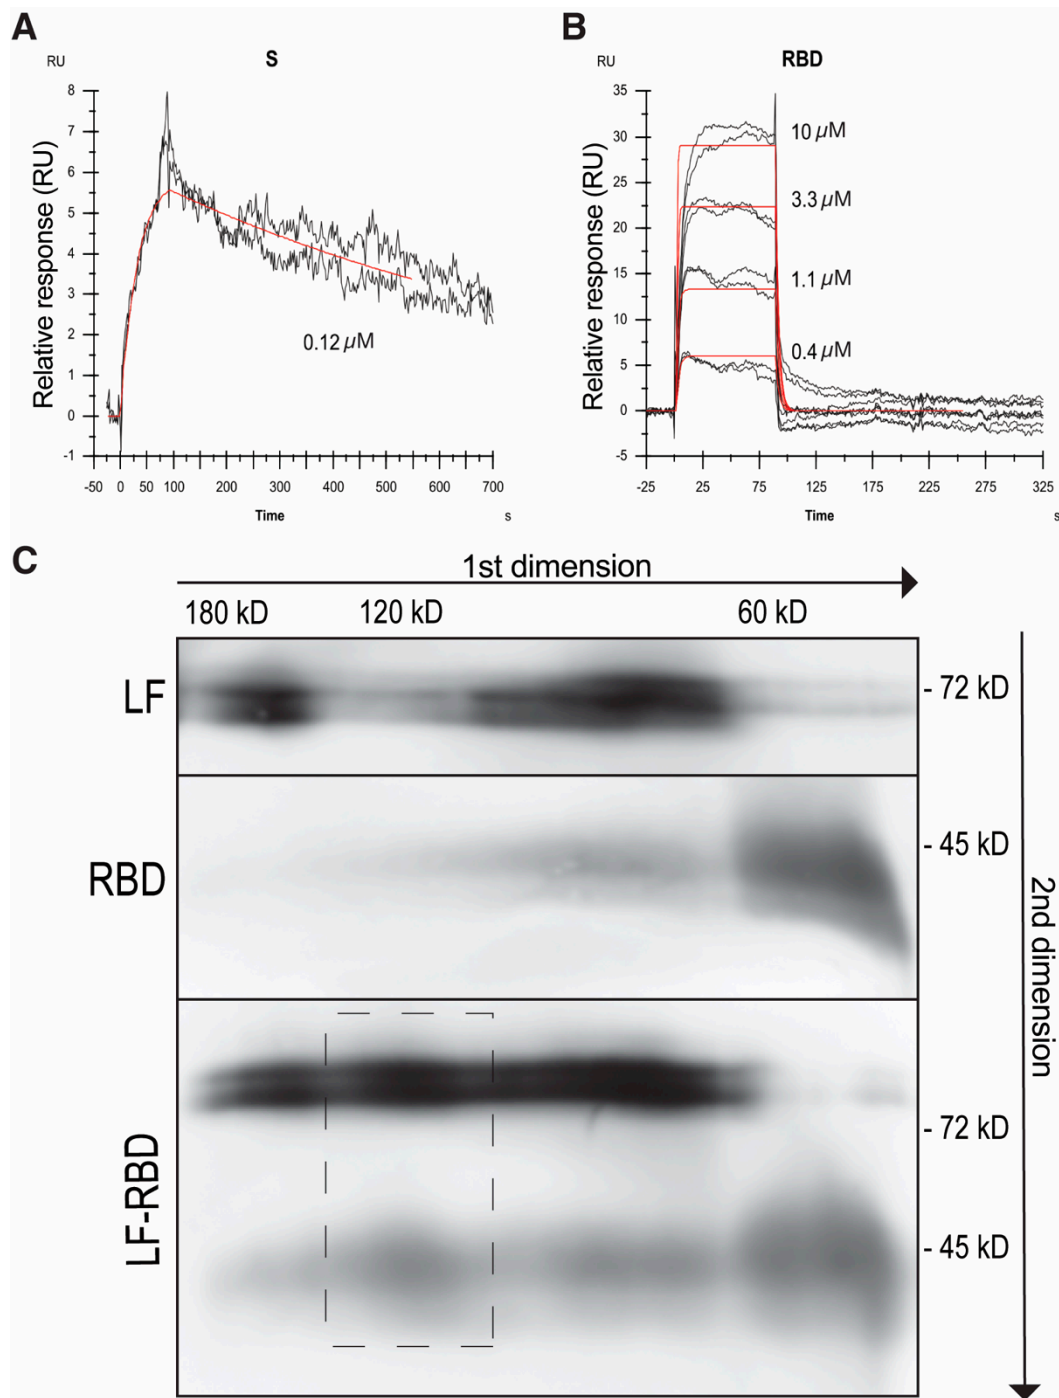 A
S
RU
Relative response (RU)
8
7
6
5
4
3
2
1
0
-1
0.12 µM
-50 0 50 100 200 300 400 500 600 700
Time
s
B
RBD
RU
Relative response (RU)
35
30
25
20
15
10
5
0
-5
10 µM
3.3 µM
1.1 µM
0.4 µM
-25 25 75 125 175 225 275 325
Time
s
C
1st dimension
180 kD 120 kD 60 kD
LF
- 72 kD
RBD
- 45 kD
LF-RBD
- 72 kD
- 45 kD
2nd dimension